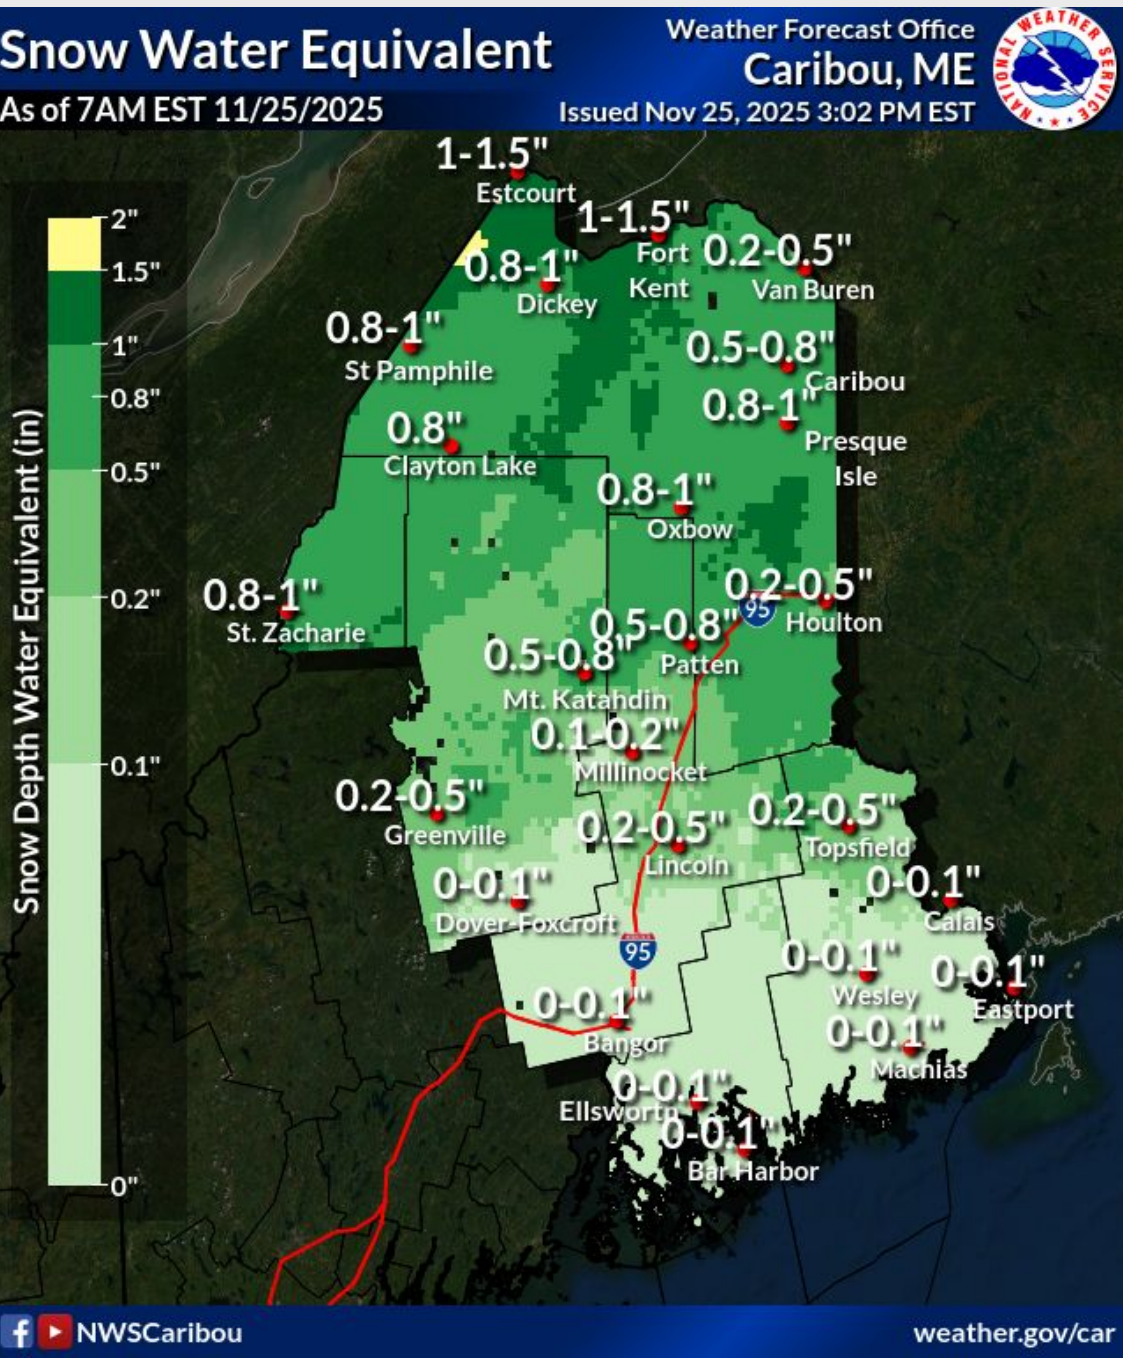 Snow Water Equivalent
As of 7AM EST 11/25/2025
Weather Forecast Office
Caribou, ME
Issued Nov 25, 2025 3:02 PM EST
NATIONAL WEATHER SERVICE
Snow Depth Water Equivalent (in)
2"
1.5"
1"
0.8"
0.5"
0.2"
0.1"
0"
1-1.5"
Estcourt
1-1.5"
Fort
Kent
0.2-0.5"
Van Buren
0.8-1"
Dickey
0.8-1"
St Pamphile
0.5-0.8"
Caribou
0.8-1"
Presque
Isle
0.8"
Clayton Lake
0.8-1"
Oxbow
0.8-1"
St. Zacharie
0.2-0.5"
95
Houlton
0.5-0.8"
Patten
0.5-0.8"
Mt. Katahdin
0.1-0.2"
Millinocket
0.2-0.5"
Greenville
0.2-0.5"
Lincoln
0.2-0.5"
Topsfield
0-0.1"
Dover-Foxcroft
0-0.1"
Calais
95
0-0.1"
Wesley
0-0.1"
Eastport
0-0.1"
Bangor
0-0.1"
Machias
0-0.1"
Ellsworth
0-0.1"
Bar Harbor
NWSCaribou
weather.gov/car